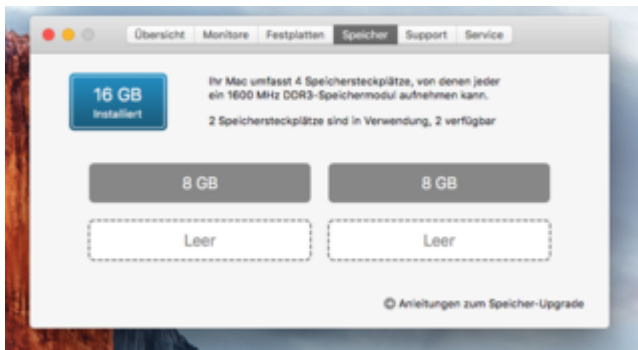 Übersicht Monitore Festplatten Speicher Support Service
16 GB
Installiert
Ihr Mac umfasst 4 Speichersteckplätze, von denen jeder
ein 1600 MHz DDR3-Speichermodul aufnehmen kann.
2 Speichersteckplätze sind in Verwendung, 2 verfügbar
8 GB 8 GB
Leer Leer
Anleitungen zum Speicher-Upgrade